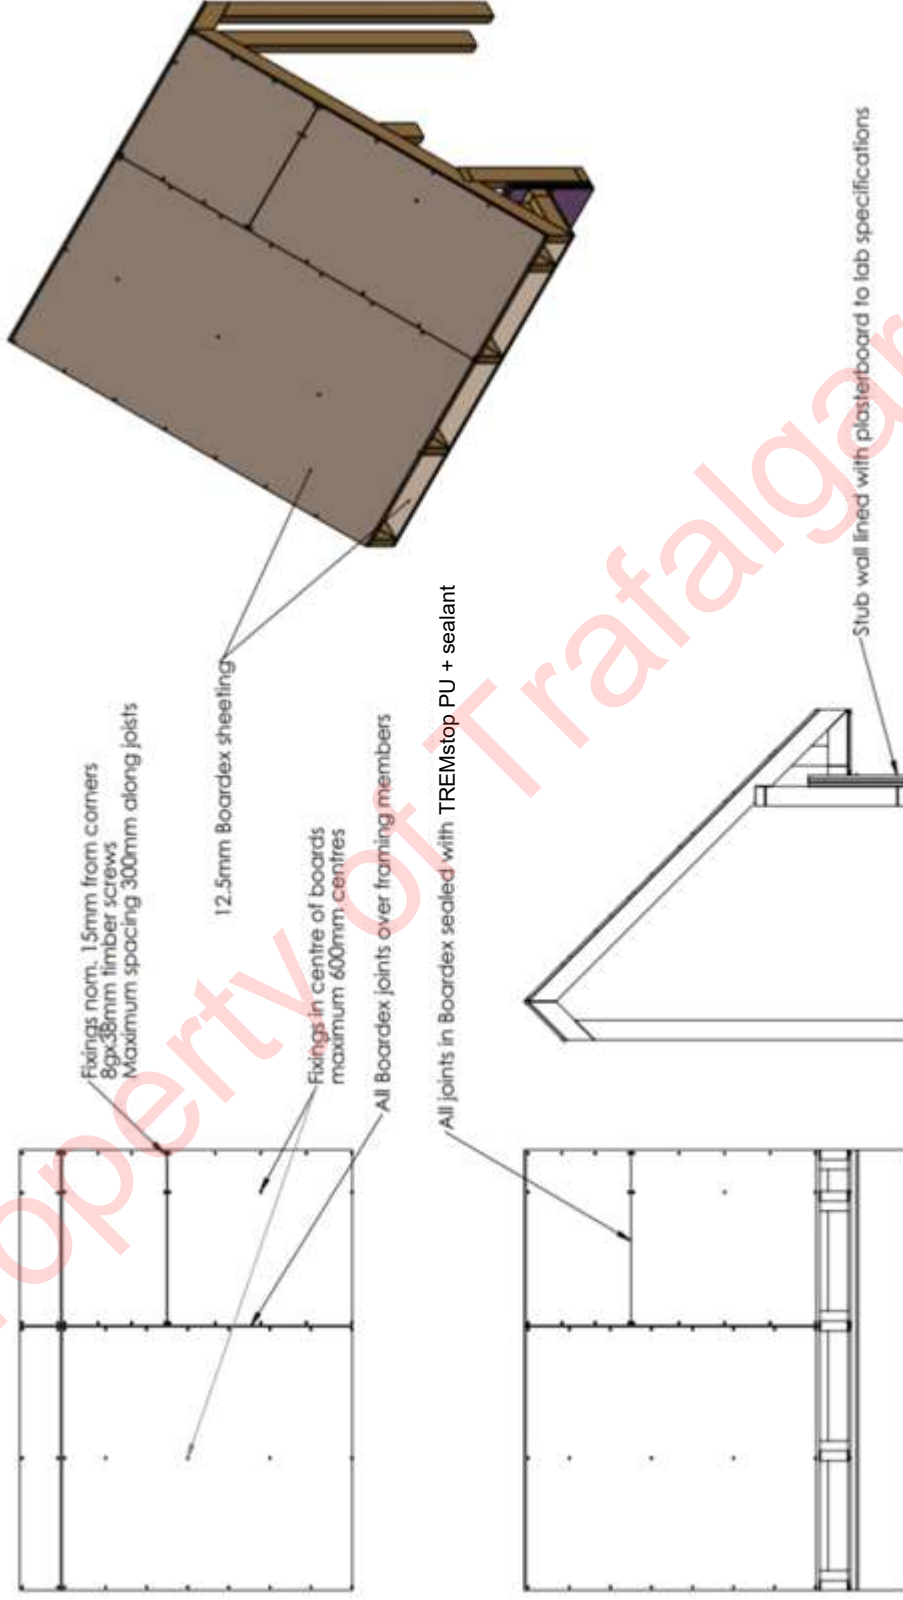 Fixings nom. 15mm from corners
8gx38mm timber screws
Maximum spacing 300mm along joists
12.5mm Boardex sheeting
Fixings in centre of boards
maximum 600mm centres
All Boardex joints over framing members
All joints in Boardex sealed with TREMstop PU + sealant
Stub wall lined with plasterboard to lab specifications
Property of Trafalgar